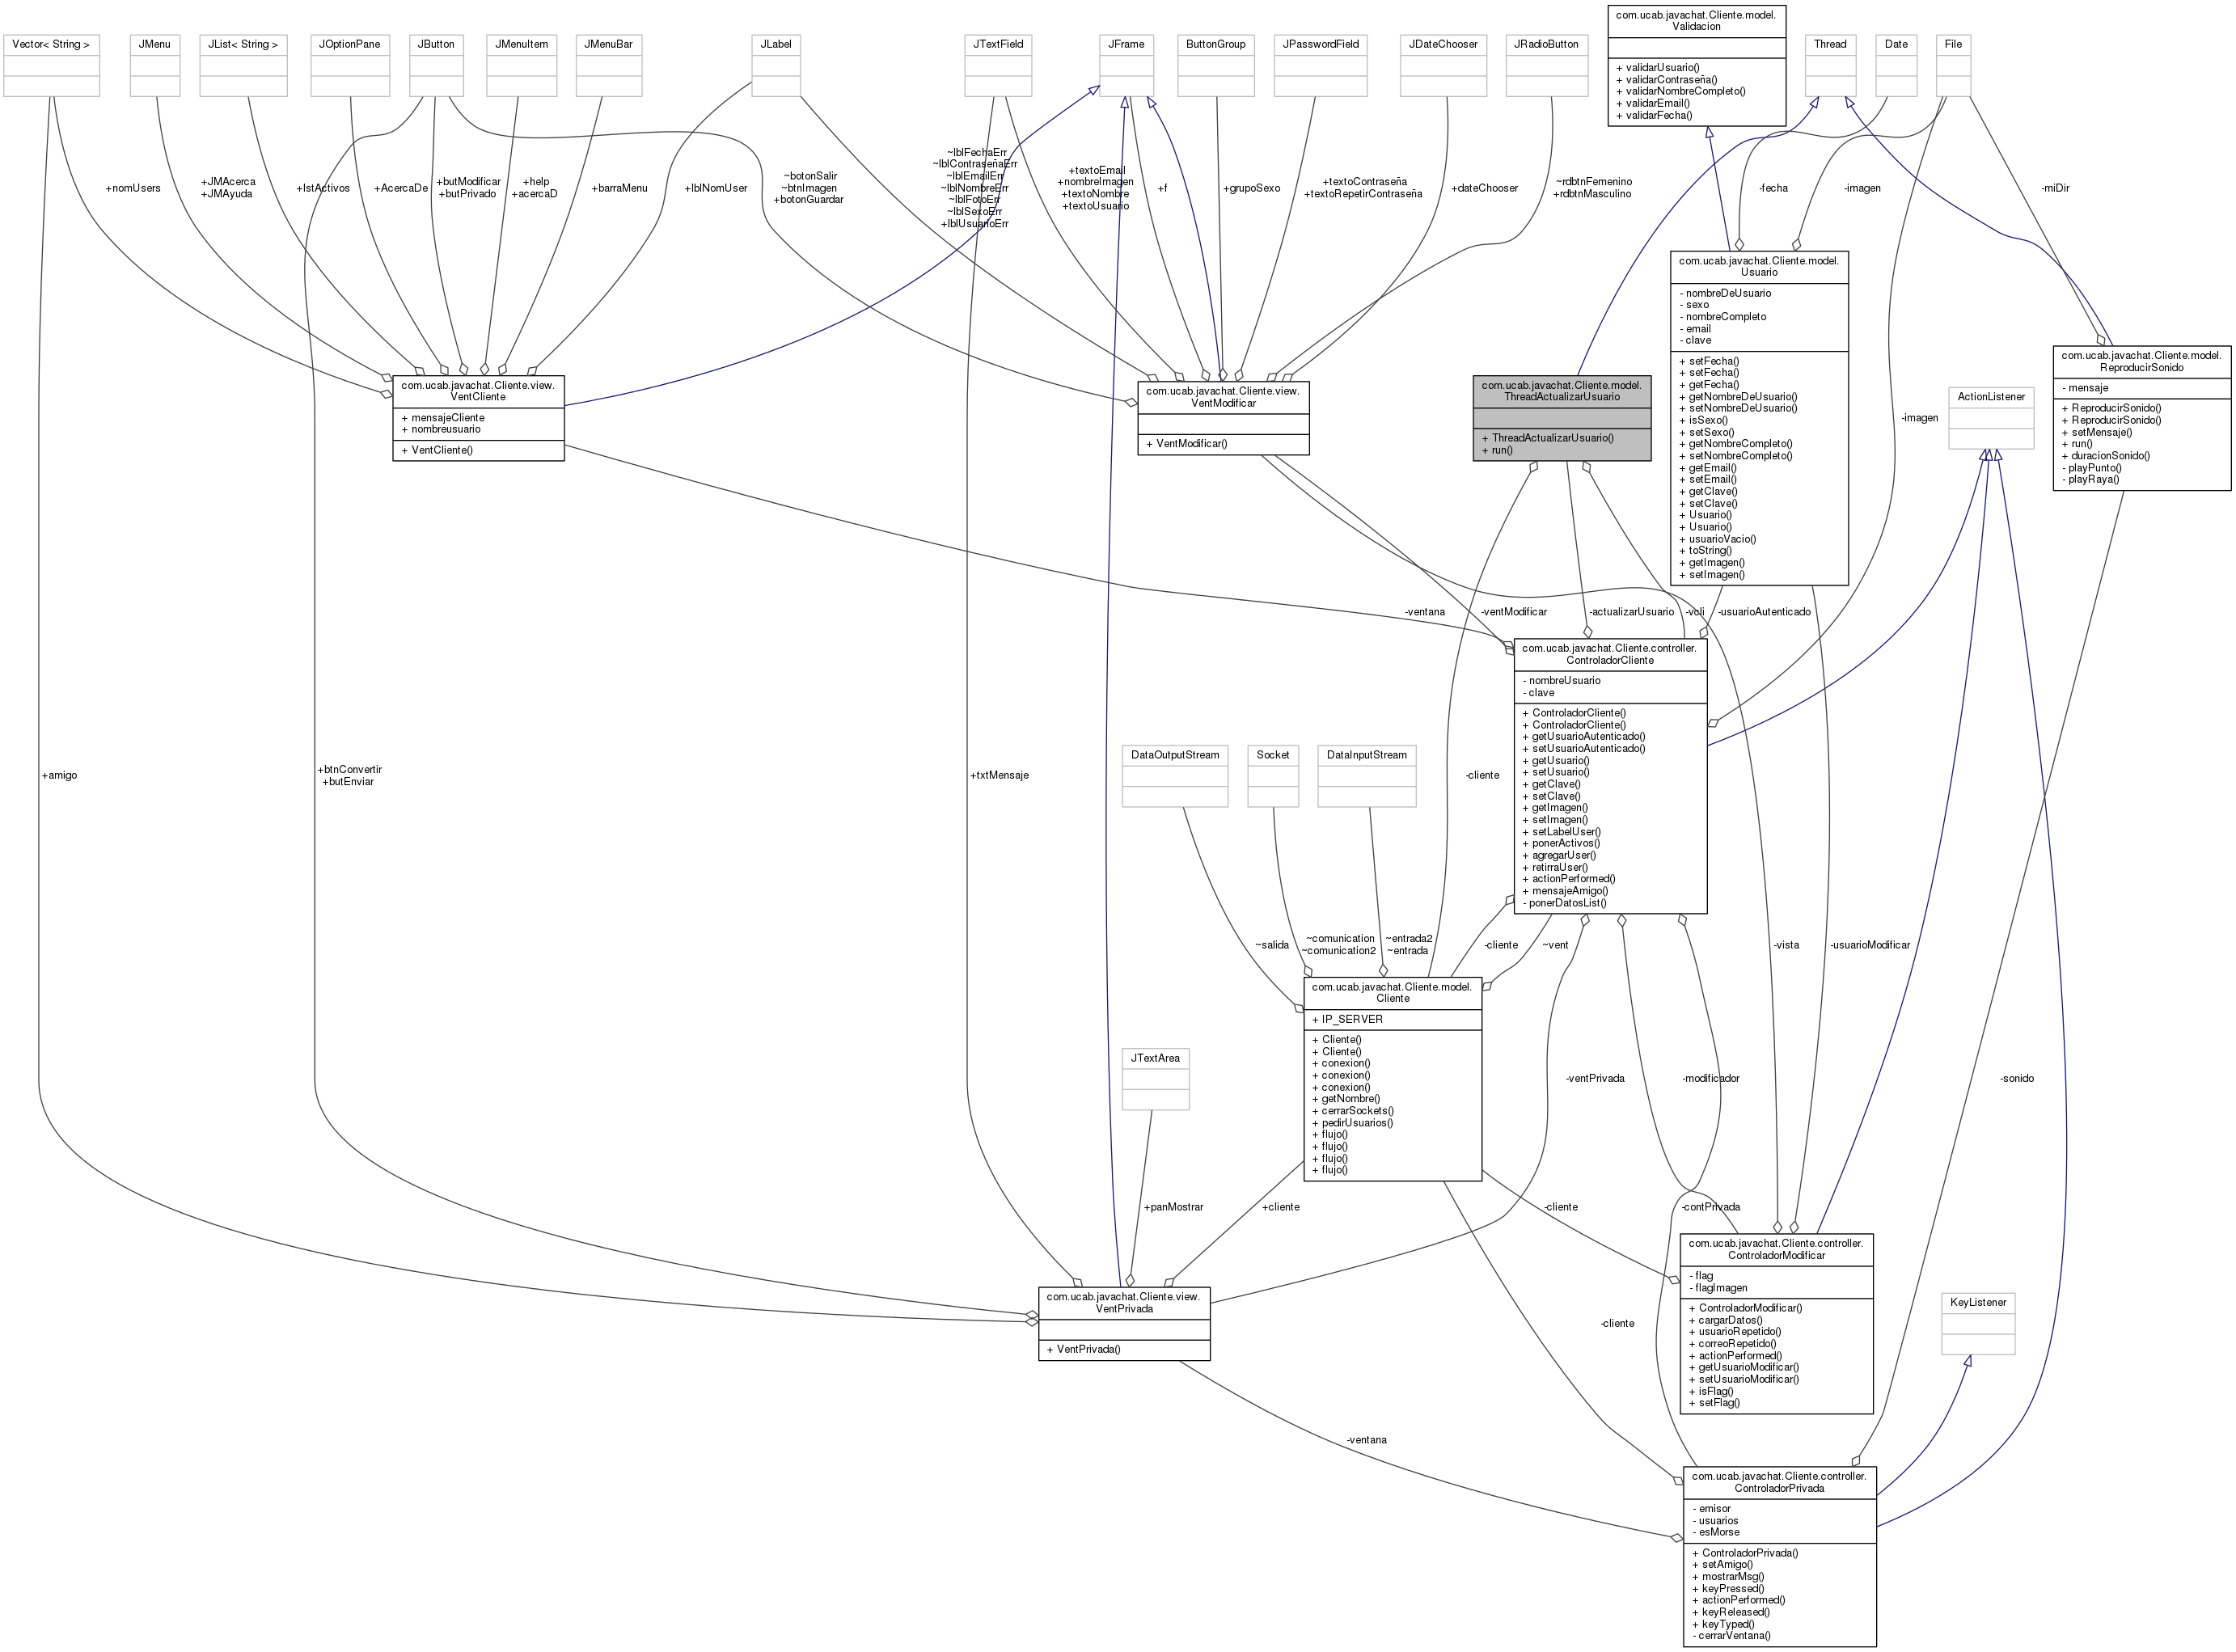 com.ucab.javachat.Cliente.model.
Validacion
+ validarUsuario()
+ validarContraseña()
+ validarNombreCompleto()
+ validarEmail()
+ validarFecha()
Vector< String >
JMenu
JList< String >
JOptionPane
JButton
JMenuItem
JMenuBar
JLabel
JTextField
JFrame
ButtonGroup
JPasswordField
JDateChooser
JRadioButton
Thread
Date
File
+nomUsers
+JMAcerca
+JMAyuda
+lstActivos
+AcercaDe
+butModificar
+butPrivado
+help
+acercaD
+barraMenu
+lblNomUser
~botonSalir
~btnImagen
+botonGuardar
~lblFechaErr
~lblContraseñaErr
~lblEmailErr
~lblNombreErr
~lblFotoErr
~lblSexoErr
+lblUsuarioErr
+textoEmail
+nombreImagen
+textoNombre
+textoUsuario
+f
+grupoSexo
+textoContraseña
+textoRepetirContraseña
+dateChooser
~rdbtnFemenino
+rdbtnMasculino
-fecha
-imagen
-miDir
com.ucab.javachat.Cliente.model.
Usuario
- nombreDeUsuario
- sexo
- nombreCompleto
- email
- clave
+ setFecha()
+ setFecha()
+ getFecha()
+ getNombreDeUsuario()
+ setNombreDeUsuario()
+ isSexo()
+ setSexo()
+ getNombreCompleto()
+ setNombreCompleto()
+ getEmail()
+ setEmail()
+ getClave()
+ setClave()
+ Usuario()
+ Usuario()
+ usuarioVacio()
+ toString()
+ getImagen()
+ setImagen()
com.ucab.javachat.Cliente.model.
ReproducirSonido
- mensaje
+ ReproducirSonido()
+ ReproducirSonido()
+ setMensaje()
+ run()
+ duracionSonido()
- playPunto()
- playRaya()
com.ucab.javachat.Cliente.view.
VentCliente
+ mensajeCliente
+ nombreusuario
+ VentCliente()
com.ucab.javachat.Cliente.view.
VentModificar
+ VentModificar()
com.ucab.javachat.Cliente.model.
ThreadActualizarUsuario
+ ThreadActualizarUsuario()
+ run()
ActionListener
-imagen
-ventana
-ventModificar
-actualizarUsuario
-vcli
-usuarioAutenticado
com.ucab.javachat.Cliente.controller.
ControladorCliente
- nombreUsuario
- clave
+ ControladorCliente()
+ ControladorCliente()
+ getUsuarioAutenticado()
+ setUsuarioAutenticado()
+ getUsuario()
+ setUsuario()
+ getClave()
+ setClave()
+ getImagen()
+ setImagen()
+ setLabelUser()
+ ponerActivos()
+ agregarUser()
+ retirraUser()
+ actionPerformed()
+ mensajeAmigo()
- ponerDatosList()
DataOutputStream
Socket
DataInputStream
+amigo
+btnConvertir
+butEnviar
+txtMensaje
-cliente
~salida
~comunication
~comunication2
~entrada2
~entrada
-cliente
~vent
-vista
-usuarioModificar
com.ucab.javachat.Cliente.model.
Cliente
+ IP_SERVER
+ Cliente()
+ Cliente()
+ conexion()
+ conexion()
+ conexion()
+ getNombre()
+ cerrarSockets()
+ pedirUsuarios()
+ flujo()
+ flujo()
+ flujo()
+ flujo()
JTextArea
-ventPrivada
-modificador
-sonido
+panMostrar
+cliente
-cliente
-contPrivada
com.ucab.javachat.Cliente.controller.
ControladorModificar
- flag
- flagImagen
+ ControladorModificar()
+ cargarDatos()
+ usuarioRepetido()
+ correoRepetido()
+ actionPerformed()
+ getUsuarioModificar()
+ setUsuarioModificar()
+ isFlag()
+ setFlag()
com.ucab.javachat.Cliente.view.
VentPrivada
+ VentPrivada()
KeyListener
-cliente
-ventana
com.ucab.javachat.Cliente.controller.
ControladorPrivada
- emisor
- usuarios
- esMorse
+ ControladorPrivada()
+ setAmigo()
+ mostrarMsg()
+ keyPressed()
+ actionPerformed()
+ keyReleased()
+ keyTyped()
- cerrarVentana()